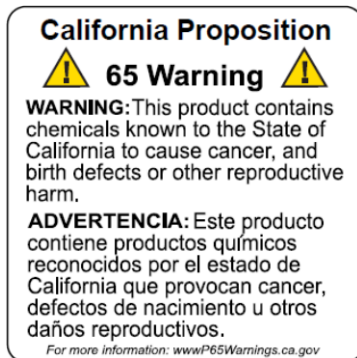 California Proposition
65 Warning
WARNING: This product contains
chemicals known to the State of
California to cause cancer, and
birth defects or other reproductive
harm.
ADVERTENCIA: Este producto
contiene productos químicos
reconocidos por el estado de
California que provocan cancer,
defectos de nacimiento u otros
daños reproductivos.
For more information: wwwP65Warnings.ca.gov